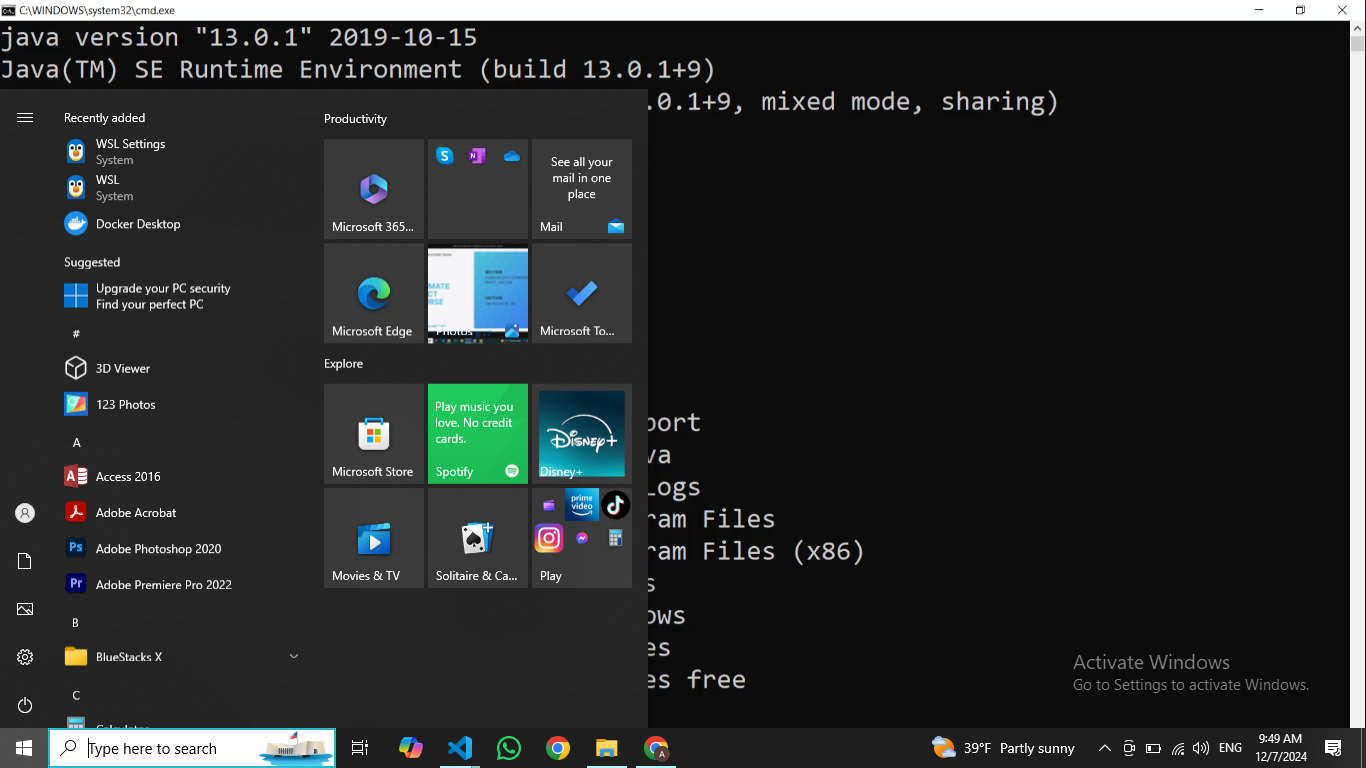 C:\WINDOWS\system32\cmd.exe
java version "13.0.1" 2019-10-15
Java(TM) SE Runtime Environment (build 13.0.1+9)
.0.1+9, mixed mode, sharing)
port
va
Logs
ram Files
ram Files (x86)
s
ows
es
es free
Recently added
WSL Settings
System
WSL
System
Docker Desktop
Suggested
Upgrade your PC security
Find your perfect PC
#
3D Viewer
123 Photos
A
Access 2016
Adobe Acrobat
Adobe Photoshop 2020
Adobe Premiere Pro 2022
B
BlueStacks X
C
Calculator
Productivity
Microsoft 365...
See all your
mail in one
place
Mail
Microsoft Edge
SECTION
LECTURE
Photos
Microsoft To...
Explore
Microsoft Store
Play music you
love. No credit
cards.
Spotify
Disney+
Disney+
Movies & TV
Solitaire & Ca...
prime
video
Play
Activate Windows
Go to Settings to activate Windows.
Type here to search
39°F Partly sunny
ENG
9:49 AM
12/7/2024